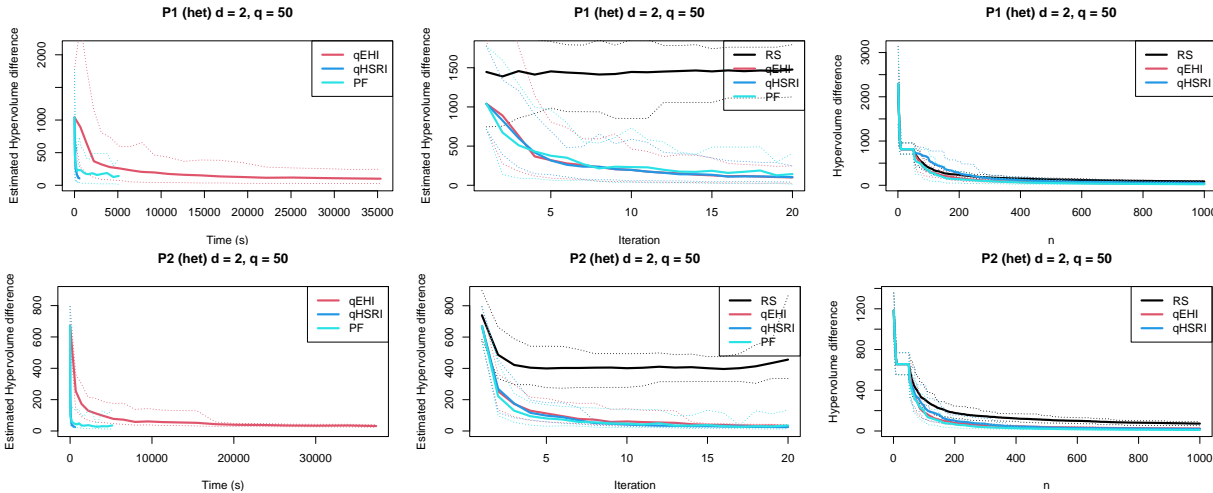 P1 (het) d = 2, q = 50
Estimated Hypervolume difference
0 500 1000 2000
0 5000 10000 15000 20000 25000 30000 35000
Time (s)
qEHI
qHSRI
PF
P1 (het) d = 2, q = 50
Estimated Hypervolume difference
0 500 1000 1500
5 10 15 20
Iteration
RS
qEHI
qHSRI
PF
P1 (het) d = 2, q = 50
Hypervolume difference
0 1000 2000 3000
0 200 400 600 800 1000
n
RS
qEHI
qHSRI
P2 (het) d = 2, q = 50
Estimated Hypervolume difference
0 200 400 600 800
0 10000 20000 30000
Time (s)
qEHI
qHSRI
PF
P2 (het) d = 2, q = 50
Estimated Hypervolume difference
0 200 400 600 800
5 10 15 20
Iteration
RS
qEHI
qHSRI
PF
P2 (het) d = 2, q = 50
Hypervolume difference
0 400 800 1200
0 200 400 600 800 1000
n
RS
qEHI
qHSRI